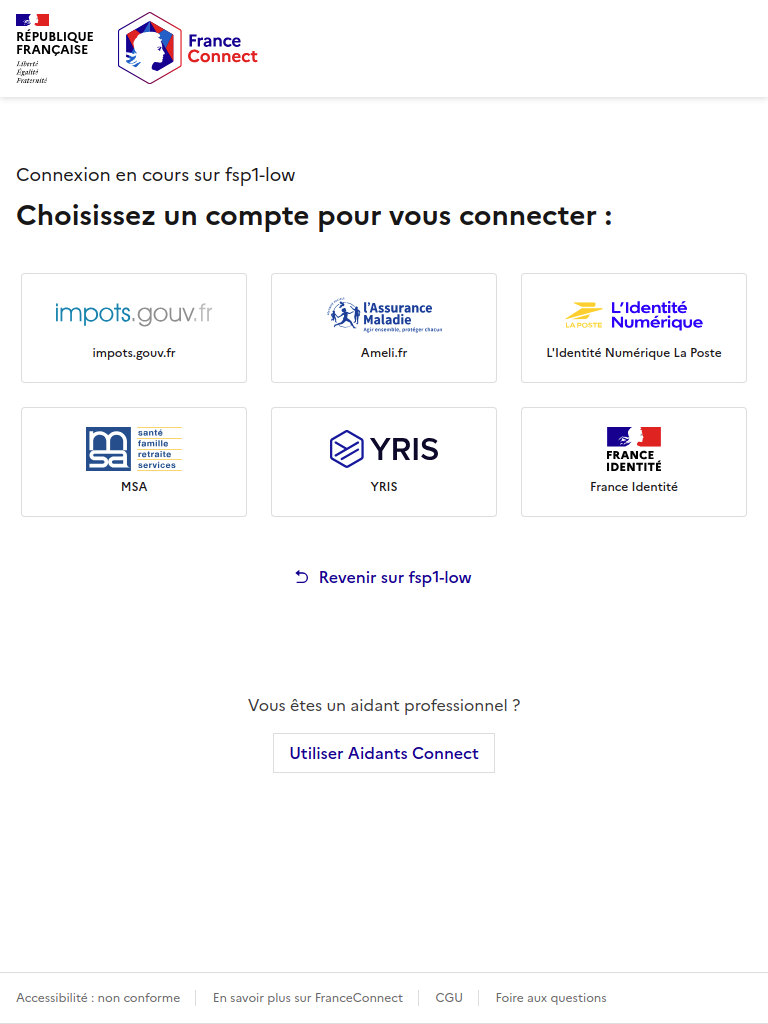 RÉPUBLIQUE
FRANÇAISE
Liberté
Égalité
Fraternité
France
Connect
Connexion en cours sur fsp1-low
Choisissez un compte pour vous connecter :
impots.gouv.fr
impots.gouv.fr
l'Assurance
Maladie
Agir ensemble, protéger chacun
Ameli.fr
LA POSTE
L'Identité
Numérique
L'Identité Numérique La Poste
msa
santé
famille
retraite
services
MSA
YRIS
YRIS
FRANCE
IDENTITÉ
France Identité
Revenir sur fsp1-low
Vous êtes un aidant professionnel ?
Utiliser Aidants Connect
Accessibilité : non conforme
En savoir plus sur FranceConnect
CGU
Foire aux questions